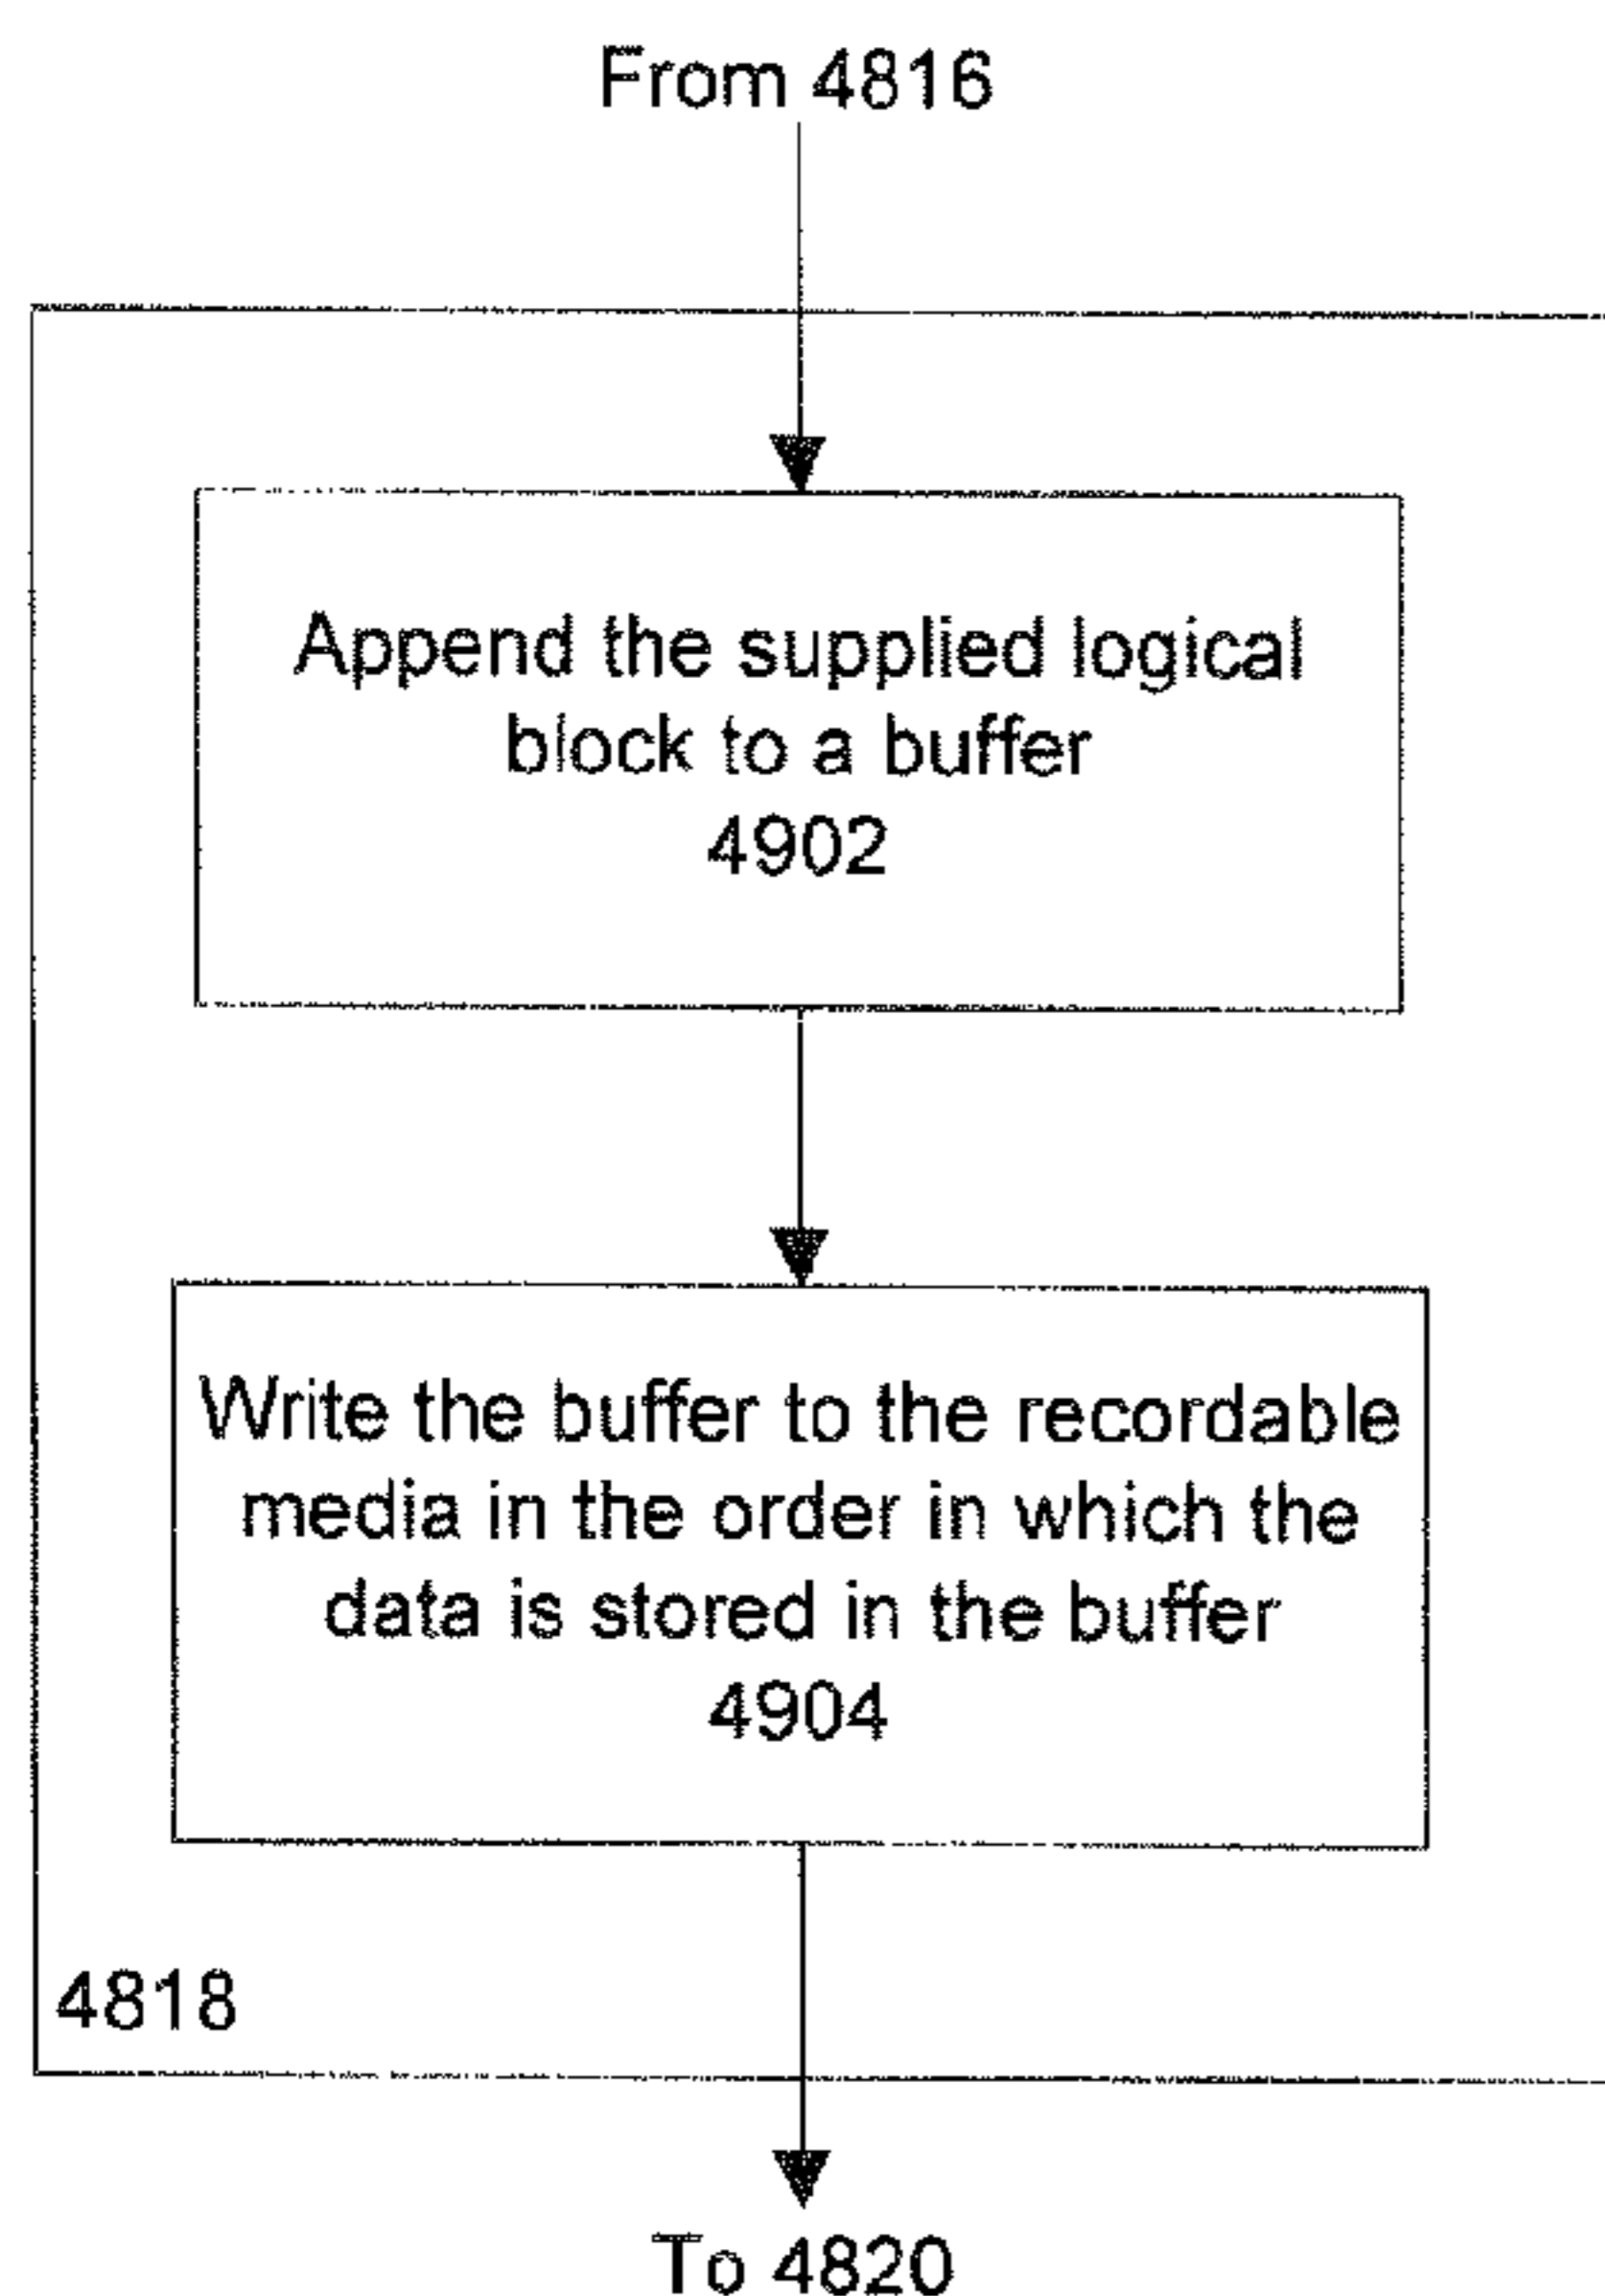 From 4816
Append the supplied logical
block to a buffer
4902
Write the buffer to the recordable
media in the order in which the
data is stored in the buffer
4904
4818
To 4820